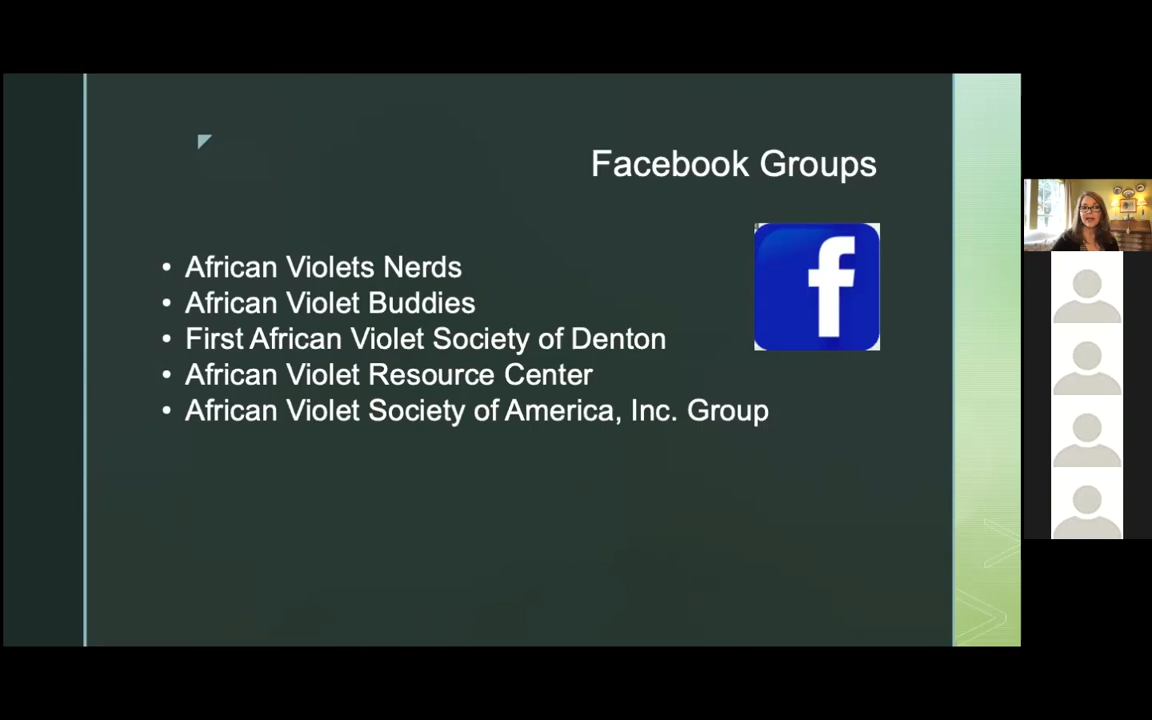 Facebook Groups
f
• African Violets Nerds
• African Violet Buddies
• First African Violet Society of Denton
• African Violet Resource Center
• African Violet Society of America, Inc. Group